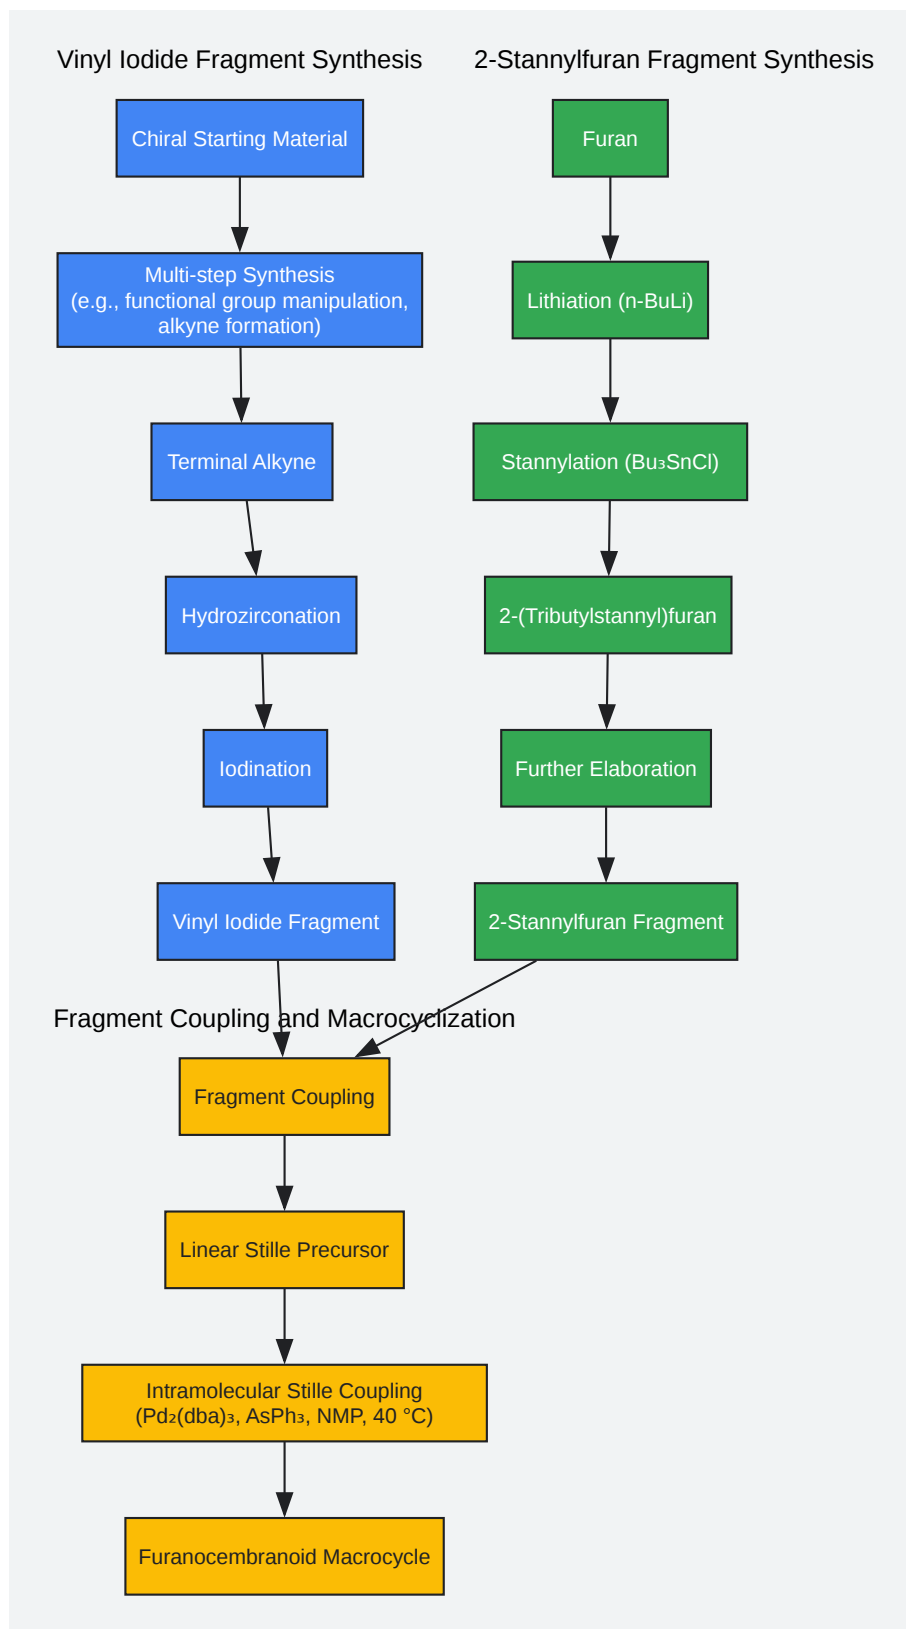 Vinyl Iodide Fragment Synthesis
Chiral Starting Material
Multi-step Synthesis
(e.g., functional group manipulation,
alkyne formation)
Terminal Alkyne
Hydrozirconation
Iodination
Vinyl Iodide Fragment
2-Stannylfuran Fragment Synthesis
Furan
Lithiation (n-BuLi)
Stannylation (Bu₃SnCl)
2-(Tributylstannyl)furan
Further Elaboration
2-Stannylfuran Fragment
Fragment Coupling and Macrocyclization
Fragment Coupling
Linear Stille Precursor
Intramolecular Stille Coupling
(Pd₂(dba)₃, AsPh₃, NMP, 40 °C)
Furanocembranoid Macrocycle